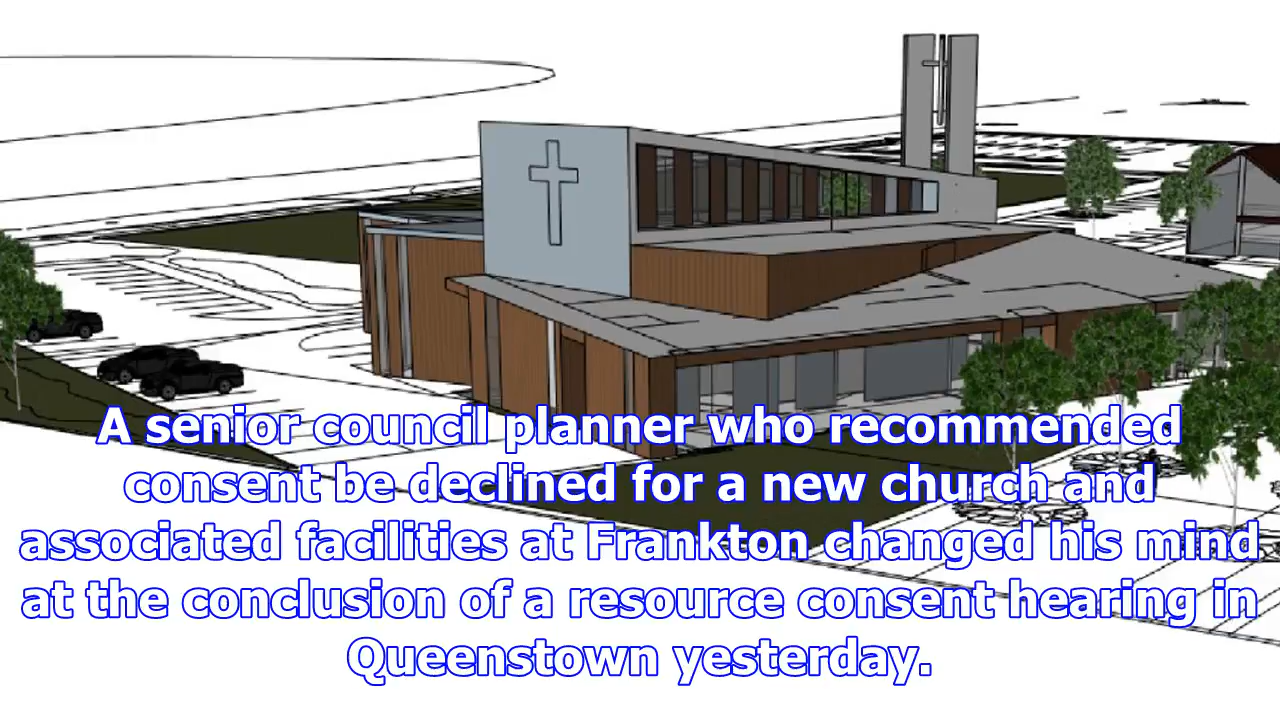 A senior council planner who recommended
consent be declined for a new church and
associated facilities at Frankton changed his mind
at the conclusion of a resource consent hearing in
Queenstown yesterday.